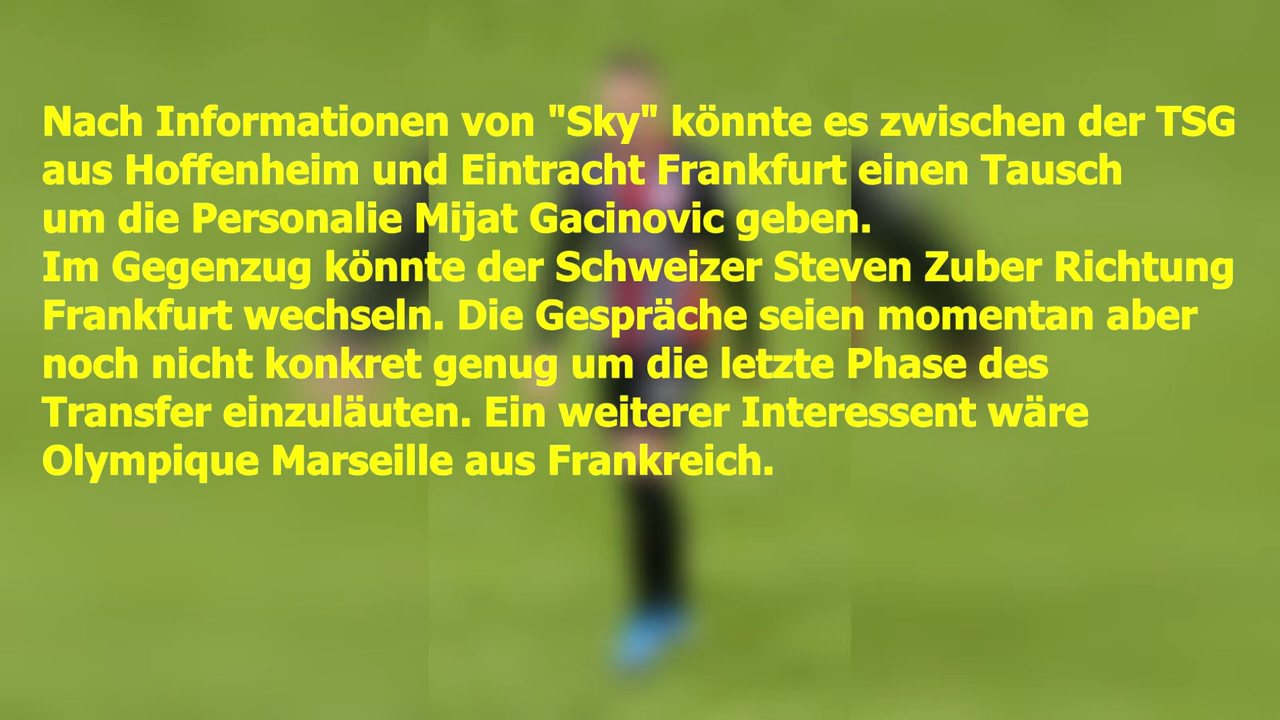 Nach Informationen von "Sky" könnte es zwischen der TSG
aus Hoffenheim und Eintracht Frankfurt einen Tausch
um die Personalie Mijat Gacinovic geben.
Im Gegenzug könnte der Schweizer Steven Zuber Richtung
Frankfurt wechseln. Die Gespräche seien momentan aber
noch nicht konkret genug um die letzte Phase des
Transfer einzuläuten. Ein weiterer Interessent wäre
Olympique Marseille aus Frankreich.